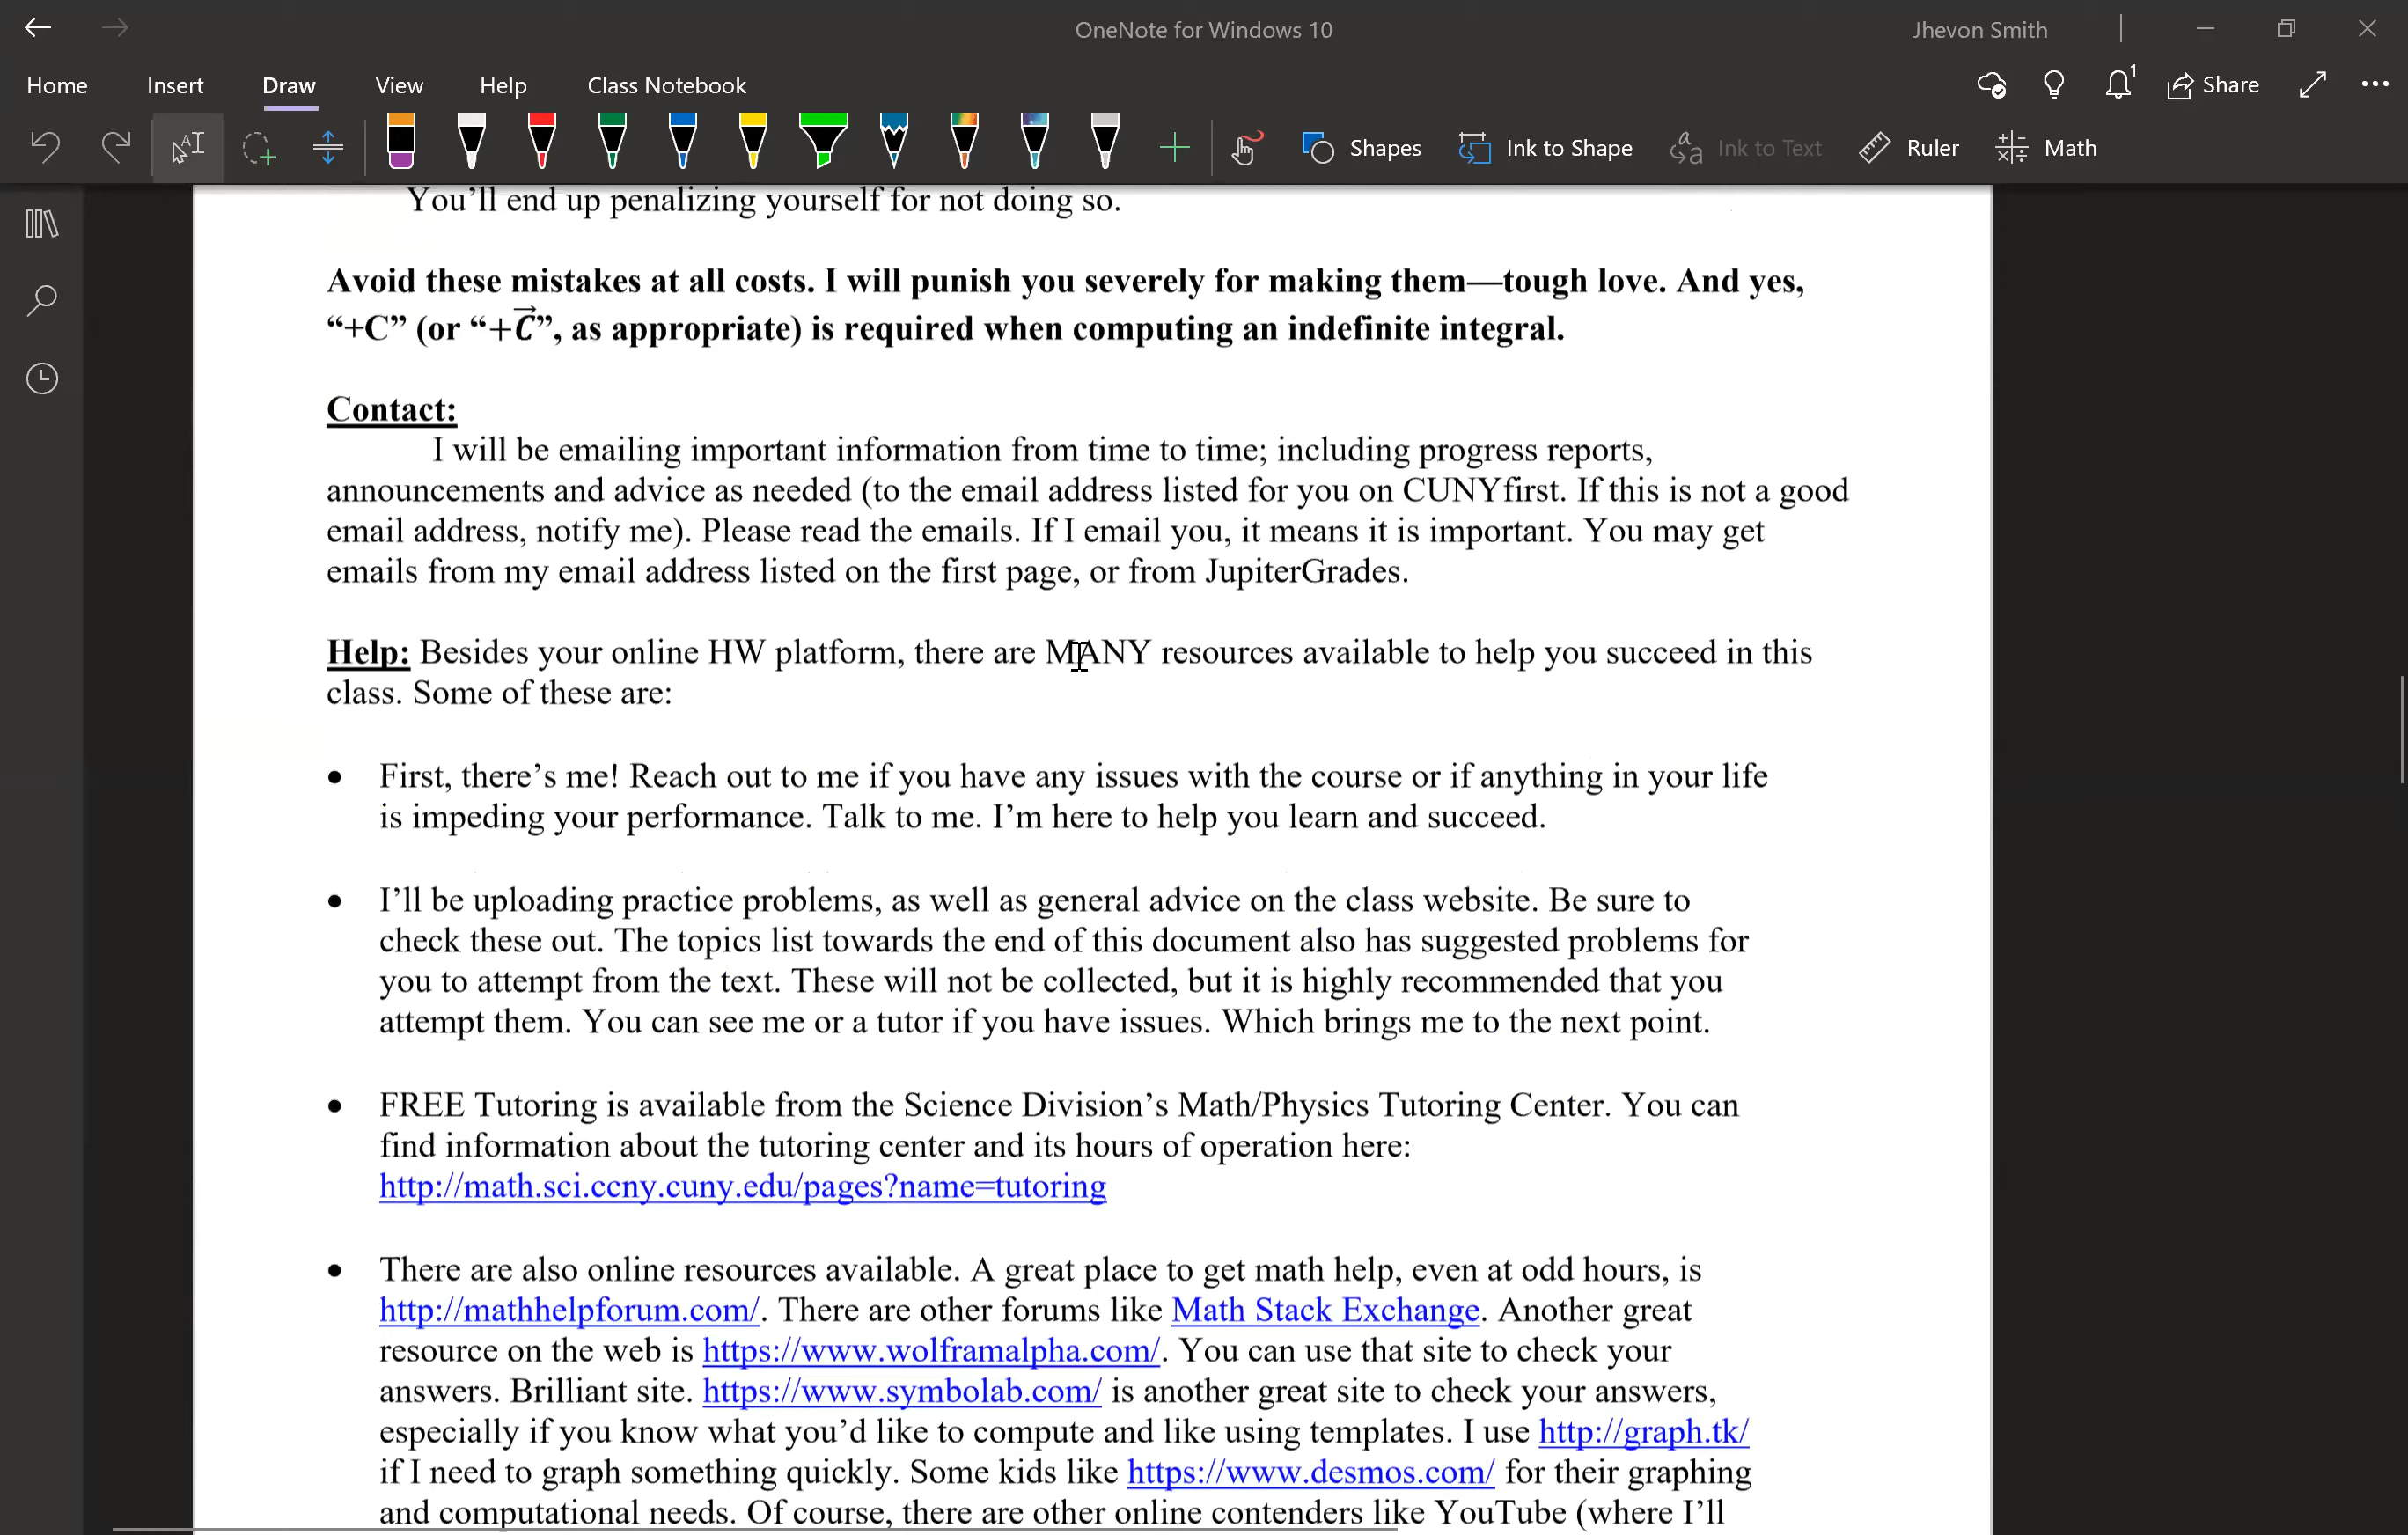 OneNote for Windows 10
Jhevon Smith
Home Insert Draw View Help Class Notebook
1 Share
Shapes Ink to Shape Ink to Text Ruler Math
You’ll end up penalizing yourself for not doing so.
Avoid these mistakes at all costs. I will punish you severely for making them—tough love. And yes,
“+C” (or “+C⃗”, as appropriate) is required when computing an indefinite integral.
Contact:
I will be emailing important information from time to time; including progress reports,
announcements and advice as needed (to the email address listed for you on CUNYfirst. If this is not a good
email address, notify me). Please read the emails. If I email you, it means it is important. You may get
emails from my email address listed on the first page, or from JupiterGrades.
Help: Besides your online HW platform, there are MANY resources available to help you succeed in this
class. Some of these are:
• First, there’s me! Reach out to me if you have any issues with the course or if anything in your life
is impeding your performance. Talk to me. I’m here to help you learn and succeed.
• I’ll be uploading practice problems, as well as general advice on the class website. Be sure to
check these out. The topics list towards the end of this document also has suggested problems for
you to attempt from the text. These will not be collected, but it is highly recommended that you
attempt them. You can see me or a tutor if you have issues. Which brings me to the next point.
• FREE Tutoring is available from the Science Division’s Math/Physics Tutoring Center. You can
find information about the tutoring center and its hours of operation here:
http://math.sci.ccny.cuny.edu/pages?name=tutoring
• There are also online resources available. A great place to get math help, even at odd hours, is
http://mathhelpforum.com/. There are other forums like Math Stack Exchange. Another great
resource on the web is https://www.wolframalpha.com/. You can use that site to check your
answers. Brilliant site. https://www.symbolab.com/ is another great site to check your answers,
especially if you know what you’d like to compute and like using templates. I use http://graph.tk/
if I need to graph something quickly. Some kids like https://www.desmos.com/ for their graphing
and computational needs. Of course, there are other online contenders like YouTube (where I’ll